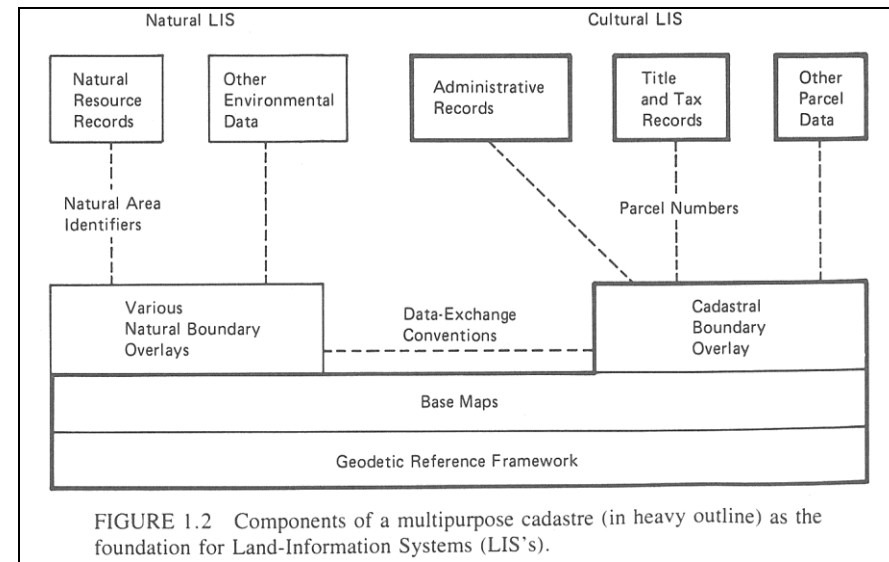 Natural LIS
Cultural LIS
Natural
Resource
Records
Other
Environmental
Data
Administrative
Records
Title
and Tax
Records
Other
Parcel
Data
Natural Area
Identifiers
Parcel Numbers
Various
Natural Boundary
Overlays
Data-Exchange
Conventions
Cadastral
Boundary
Overlay
Base Maps
Geodetic Reference Framework
FIGURE 1.2 Components of a multipurpose cadastre (in heavy outline) as the
foundation for Land-Information Systems (LIS's).